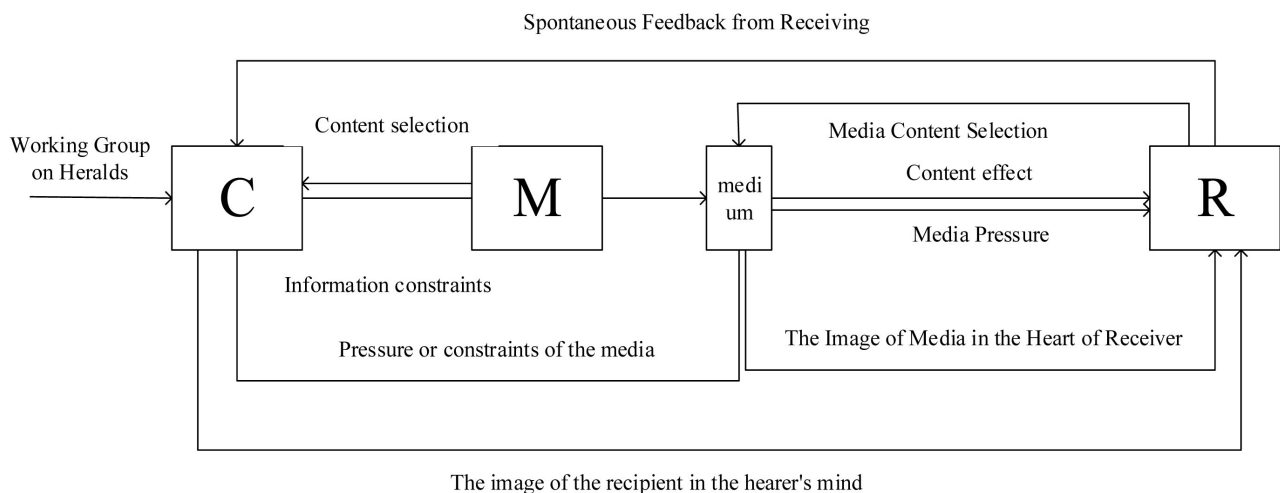 Spontaneous Feedback from Receiving
Content selection
Media Content Selection
Working Group
on Heralds
Content effect
C
M
medi
um
R
Media Pressure
Information constraints
Pressure or constraints of the media
The Image of Media in the Heart of Receiver
The image of the recipient in the hearer's mind